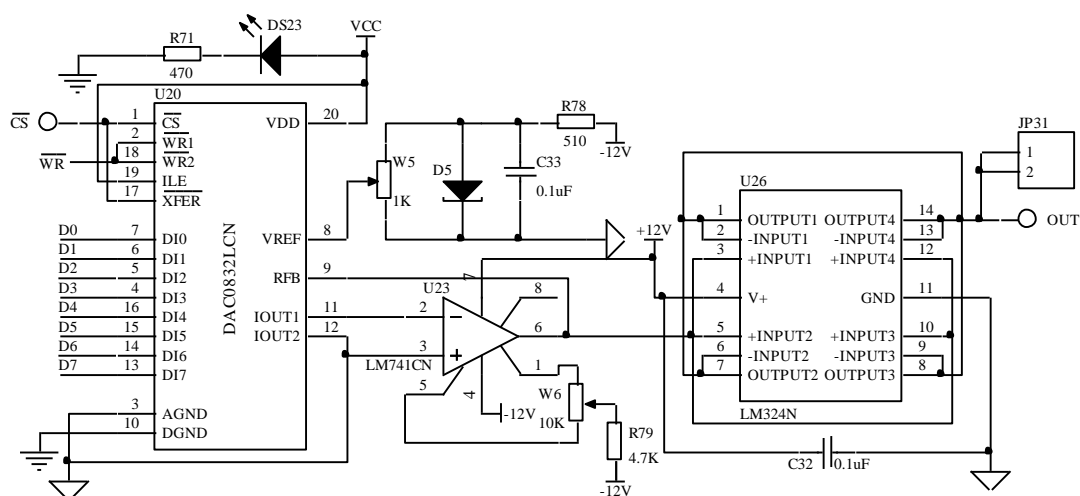 DS23
VCC
R71
470
U20
CS
WR
1 CS
2 WR1
18 WR2
19 ILE
17 XFER
D0 7 DI0
D1 6 DI1
D2 5 DI2
D3 4 DI3
D4 16 DI4
D5 15 DI5
D6 14 DI6
D7 13 DI7
3 AGND
10 DGND
DAC0832LCN
VDD 20
VREF 8
RFB 9
IOUT1 11
IOUT2 12
W5
1K
D5
C33
0.1uF
R78
510
-12V
+12V
U23
LM741CN
2
3
7
8
6
1
5
4
-12V
W6
10K
R79
4.7K
-12V
U26
1 OUTPUT1 OUTPUT4 14
2 -INPUT1 -INPUT4 13
3 +INPUT1 +INPUT4 12
4 V+ GND 11
5 +INPUT2 +INPUT3 10
6 -INPUT2 -INPUT3 9
7 OUTPUT2 OUTPUT3 8
LM324N
C32
0.1uF
JP31
1
2
OUT